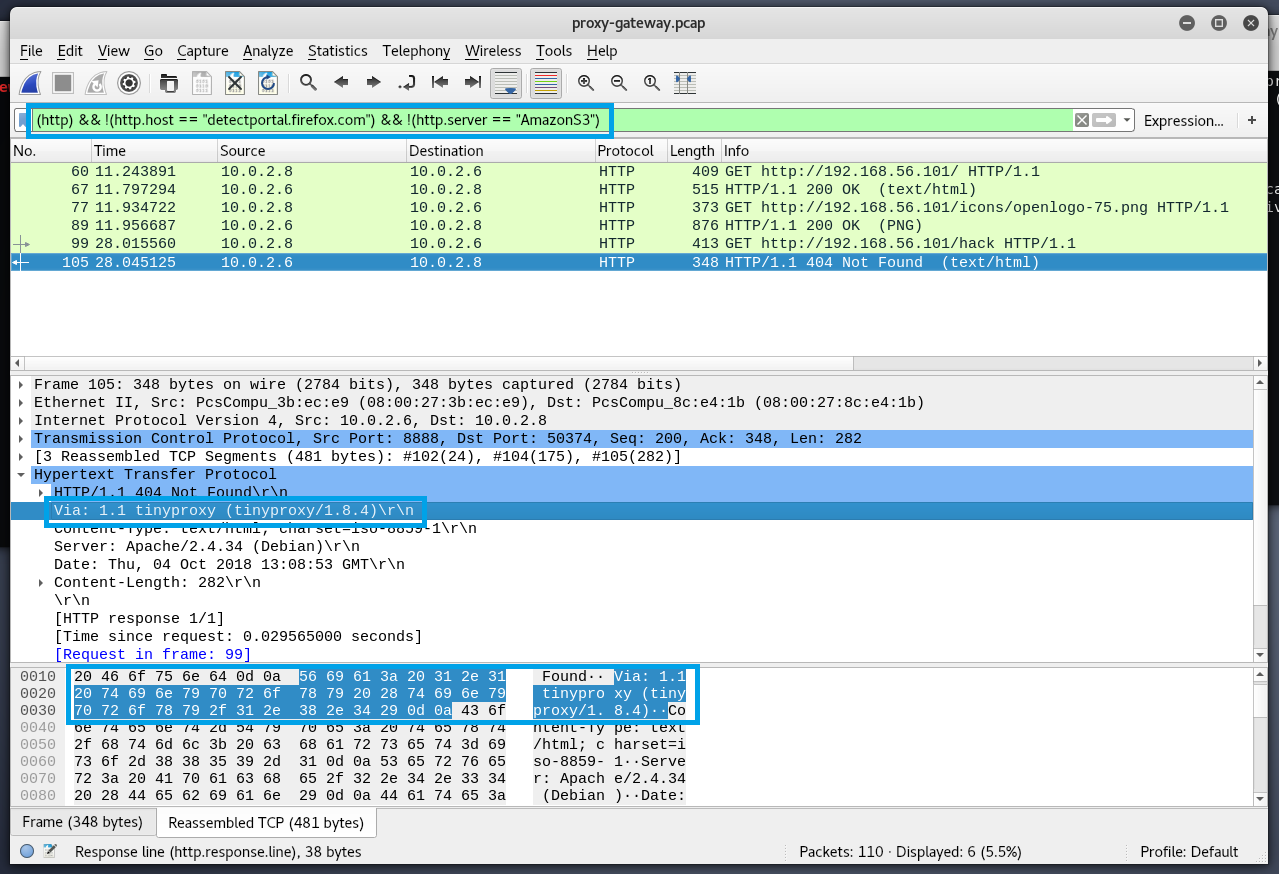 proxy-gateway.pcap
File Edit View Go Capture Analyze Statistics Telephony Wireless Tools Help
(http) && !(http.host == "detectportal.firefox.com") && !(http.server == "AmazonS3") Expression... +
No. Time Source Destination Protocol Length Info
60 11.243891 10.0.2.8 10.0.2.6 HTTP 409 GET http://192.168.56.101/ HTTP/1.1
67 11.797294 10.0.2.6 10.0.2.8 HTTP 515 HTTP/1.1 200 OK (text/html)
77 11.934722 10.0.2.8 10.0.2.6 HTTP 373 GET http://192.168.56.101/icons/openlogo-75.png HTTP/1.1
89 11.956687 10.0.2.6 10.0.2.8 HTTP 876 HTTP/1.1 200 OK (PNG)
99 28.015560 10.0.2.8 10.0.2.6 HTTP 413 GET http://192.168.56.101/hack HTTP/1.1
105 28.045125 10.0.2.6 10.0.2.8 HTTP 348 HTTP/1.1 404 Not Found (text/html)
Frame 105: 348 bytes on wire (2784 bits), 348 bytes captured (2784 bits)
Ethernet II, Src: PcsCompu_3b:ec:e9 (08:00:27:3b:ec:e9), Dst: PcsCompu_8c:e4:1b (08:00:27:8c:e4:1b)
Internet Protocol Version 4, Src: 10.0.2.6, Dst: 10.0.2.8
Transmission Control Protocol, Src Port: 8888, Dst Port: 50374, Seq: 200, Ack: 348, Len: 282
[3 Reassembled TCP Segments (481 bytes): #102(24), #104(175), #105(282)]
Hypertext Transfer Protocol
HTTP/1.1 404 Not Found\r\n
Via: 1.1 tinyproxy (tinyproxy/1.8.4)\r\n
Content-Type: text/html; charset=iso-8859-1\r\n
Server: Apache/2.4.34 (Debian)\r\n
Date: Thu, 04 Oct 2018 13:08:53 GMT\r\n
Content-Length: 282\r\n
\r\n
[HTTP response 1/1]
[Time since request: 0.029565000 seconds]
[Request in frame: 99]
0010 20 46 6f 75 6e 64 0d 0a 56 69 61 3a 20 31 2e 31 Found·· Via: 1.1
0020 20 74 69 6e 79 70 72 6f 78 79 20 28 74 69 6e 79 tinypro xy (tiny
0030 70 72 6f 78 79 2f 31 2e 38 2e 34 29 0d 0a 43 6f proxy/1. 8.4)··Co
0040 6e 74 65 6e 74 2d 54 79 70 65 3a 20 74 65 78 74 ntent-Ty pe: text
0050 2f 68 74 6d 6c 3b 20 63 68 61 72 73 65 74 3d 69 /html; c harset=i
0060 73 6f 2d 38 38 35 39 2d 31 0d 0a 53 65 72 76 65 so-8859- 1··Serve
0070 72 3a 20 41 70 61 63 68 65 2f 32 2e 34 2e 33 34 r: Apach e/2.4.34
0080 20 28 44 65 62 69 61 6e 29 0d 0a 44 61 74 65 3a (Debian )··Date:
Frame (348 bytes) Reassembled TCP (481 bytes)
Response line (http.response.line), 38 bytes Packets: 110 · Displayed: 6 (5.5%) Profile: Default